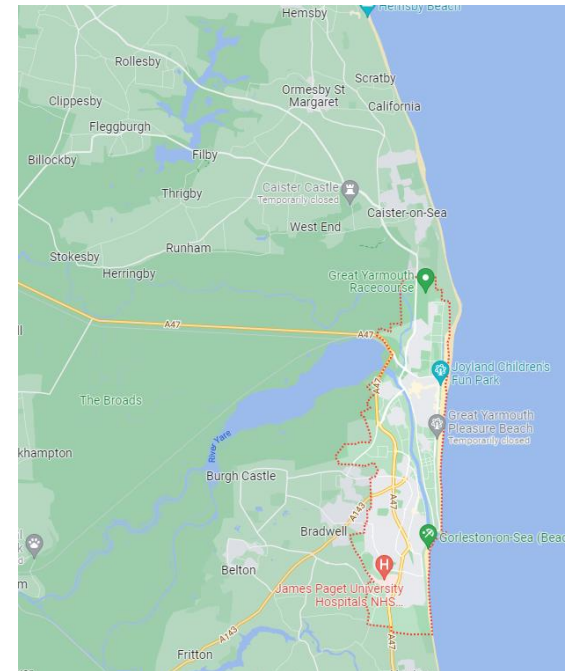 Hemsby
Hemsby Beach
Rollesby
Scratby
Ormesby St
Margaret
Clippesby
California
Fleggburgh
Filby
Billockby
Caister Castle
Temporarily closed
Thrigby
Caister-on-Sea
West End
Runham
Stokesby
Herringby
Great Yarmouth
Racecourse
A47
A47
Joyland Children's
Fun Park
A47
The Broads
Great Yarmouth
Pleasure Beach
Temporarily closed
River Yare
khampton
Burgh Castle
A47
A143
Bradwell
Gorleston-on-Sea (Beac
Belton
m
James Paget University
Hospitals NHS...
A143
A47
Fritton